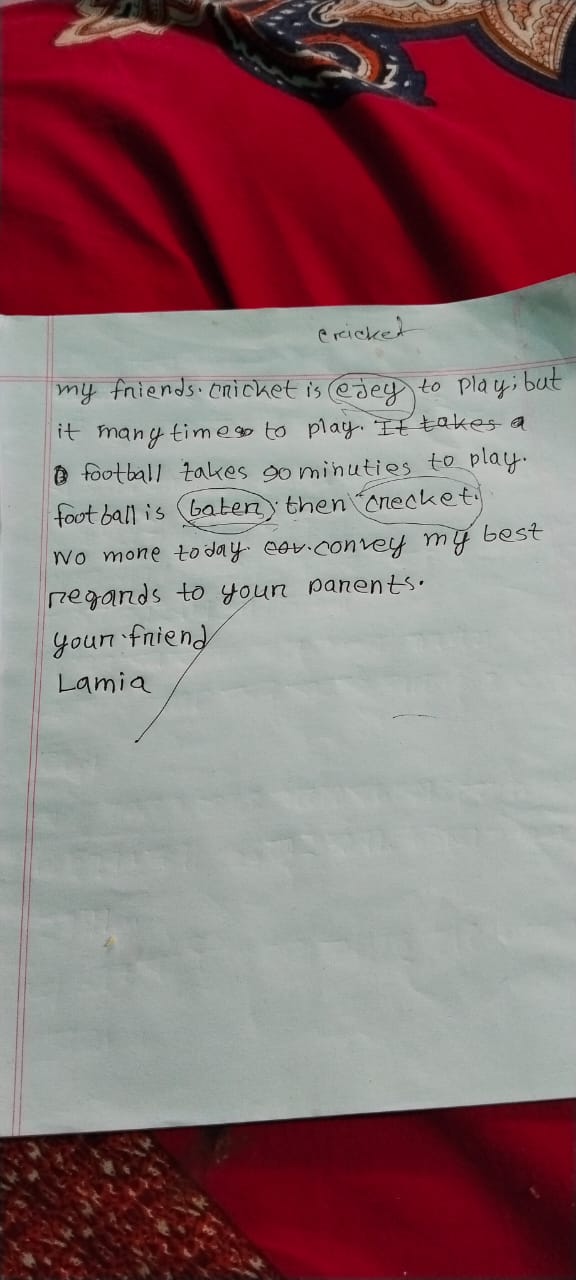 cricket
my friends. cricket is ejey to play; but
it many times to play. It takes a
football takes 90 minuties to play.
football is baten; then crecket.
No more today. cov. convey my best
regards to your parents.
your friend
Lamia